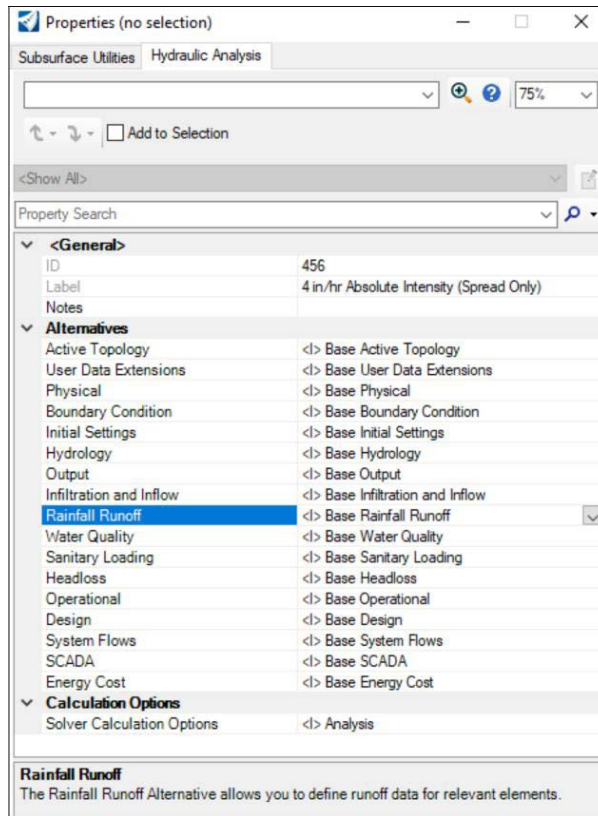 Properties (no selection)
Subsurface Utilities Hydraulic Analysis
75%
Add to Selection
<Show All>
Property Search
<General>
ID 456
Label 4 in/hr Absolute Intensity (Spread Only)
Notes
Alternatives
Active Topology <I> Base Active Topology
User Data Extensions <I> Base User Data Extensions
Physical <I> Base Physical
Boundary Condition <I> Base Boundary Condition
Initial Settings <I> Base Initial Settings
Hydrology <I> Base Hydrology
Output <I> Base Output
Infiltration and Inflow <I> Base Infiltration and Inflow
Rainfall Runoff <I> Base Rainfall Runoff
Water Quality <I> Base Water Quality
Sanitary Loading <I> Base Sanitary Loading
Headloss <I> Base Headloss
Operational <I> Base Operational
Design <I> Base Design
System Flows <I> Base System Flows
SCADA <I> Base SCADA
Energy Cost <I> Base Energy Cost
Calculation Options
Solver Calculation Options <I> Analysis
Rainfall Runoff
The Rainfall Runoff Alternative allows you to define runoff data for relevant elements.